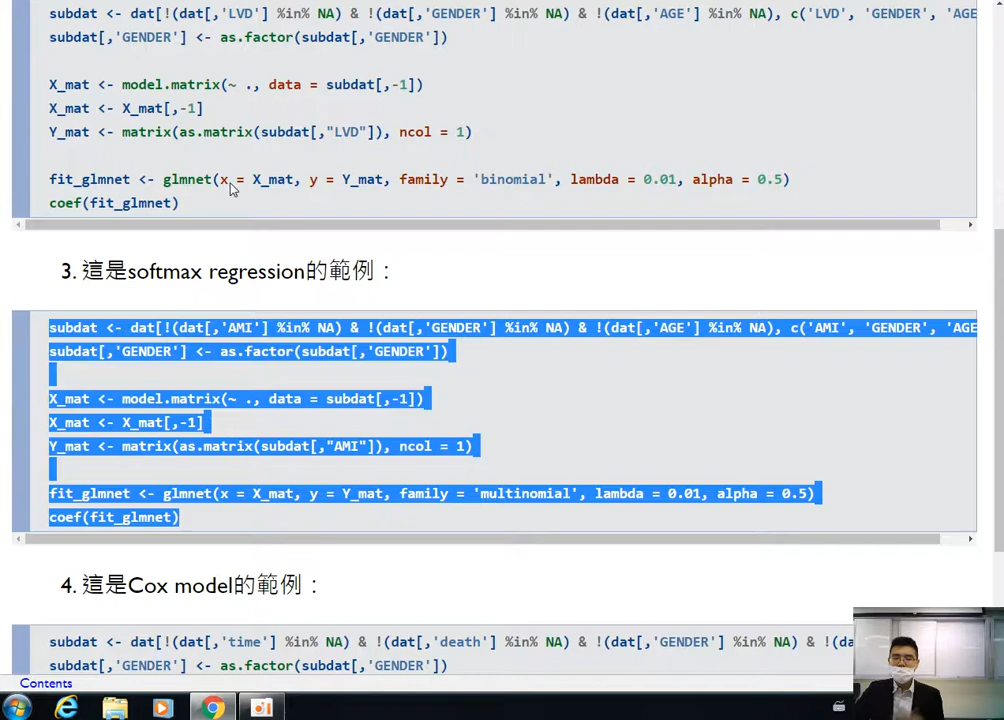 subdat <- dat[!(dat[,'LVD'] %in% NA) & !(dat[,'GENDER'] %in% NA) & !(dat[,'AGE'] %in% NA), c('LVD', 'GENDER', 'AGE
subdat[,'GENDER'] <- as.factor(subdat[,'GENDER'])
X_mat <- model.matrix(~ ., data = subdat[,-1])
X_mat <- X_mat[,-1]
Y_mat <- matrix(as.matrix(subdat[,"LVD"]), ncol = 1)
fit_glmnet <- glmnet(x = X_mat, y = Y_mat, family = 'binomial', lambda = 0.01, alpha = 0.5)
coef(fit_glmnet)
3. 這是softmax regression的範例：
subdat <- dat[!(dat[,'AMI'] %in% NA) & !(dat[,'GENDER'] %in% NA) & !(dat[,'AGE'] %in% NA), c('AMI', 'GENDER', 'AGE
subdat[,'GENDER'] <- as.factor(subdat[,'GENDER'])
X_mat <- model.matrix(~ ., data = subdat[,-1])
X_mat <- X_mat[,-1]
Y_mat <- matrix(as.matrix(subdat[,"AMI"]), ncol = 1)
fit_glmnet <- glmnet(x = X_mat, y = Y_mat, family = 'multinomial', lambda = 0.01, alpha = 0.5)
coef(fit_glmnet)
4. 這是Cox model的範例：
subdat <- dat[!(dat[,'time'] %in% NA) & !(dat[,'death'] %in% NA) & !(dat[,'GENDER'] %in% NA) & !(da
subdat[,'GENDER'] <- as.factor(subdat[,'GENDER'])
Contents